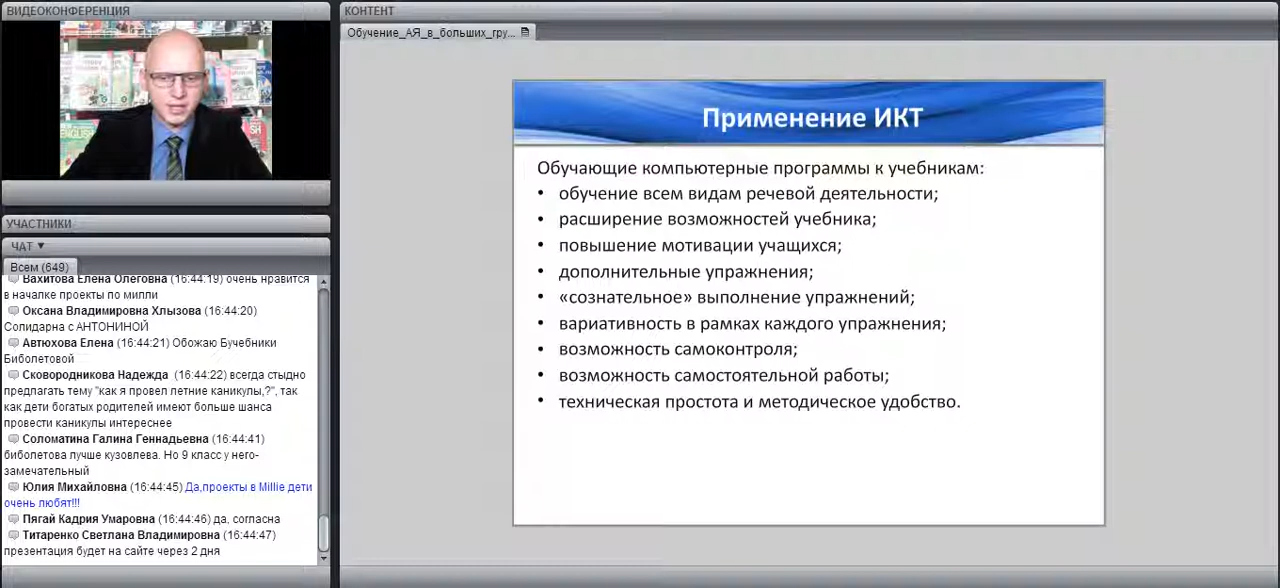 ВИДЕОКОНФЕРЕНЦИЯ
ENGLISH
SH
УЧАСТНИКИ
ЧАТ ▼
Всем (649)
Вахитова Елена Олеговна (16:44:19) очень нравится
в началке проекты по милли
Оксана Владимировна Хлызова (16:44:20)
Солидарна с АНТОНИНОЙ
Автюхова Елена (16:44:21) Обожаю Бучебники
Биболетовой
Сковородникова Надежда (16:44:22) всегда стыдно
предлагать тему "как я провел летние каникулы,?", так
как дети богатых родителей имеют больше шанса
провести каникулы интереснее
Соломатина Галина Геннадьевна (16:44:41)
биболетова лучше кузовлева. Но 9 класс у него-
замечательный
Юлия Михайловна (16:44:45) Да,проекты в Millie дети
очень любят!!!
Пягай Кадрия Умаровна (16:44:46) да, согласна
Титаренко Светлана Владимировна (16:44:47)
презентация будет на сайте через 2 дня
КОНТЕНТ
Обучение_АЯ_в_больших_гру...
Применение ИКТ
Обучающие компьютерные программы к учебникам:
• обучение всем видам речевой деятельности;
• расширение возможностей учебника;
• повышение мотивации учащихся;
• дополнительные упражнения;
• «сознательное» выполнение упражнений;
• вариативность в рамках каждого упражнения;
• возможность самоконтроля;
• возможность самостоятельной работы;
• техническая простота и методическое удобство.